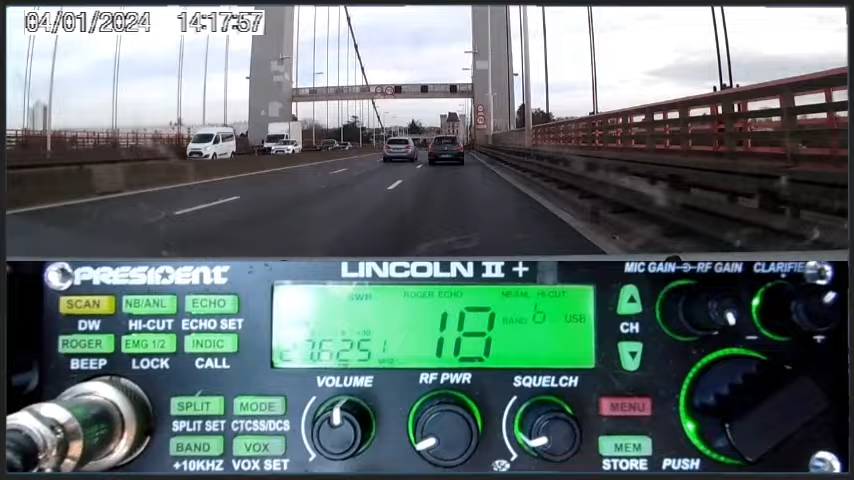 04/01/2024 14:17:57
PRESIDENT LINCOLN II + MIC GAIN RF GAIN CLARIFIER
SCAN NB/ANL ECHO SWR ROGER ECHO NB/ANL HI-CUT
DW HI-CUT ECHO SET 18 BAND b USB CH
ROGER EMG 1/2 INDIC 27.6251
BEEP LOCK CALL
VOLUME RF PWR SQUELCH
SPLIT MODE MENU
SPLIT SET CTCSS/DCS
BAND VOX MEM
+10KHZ VOX SET STORE PUSH